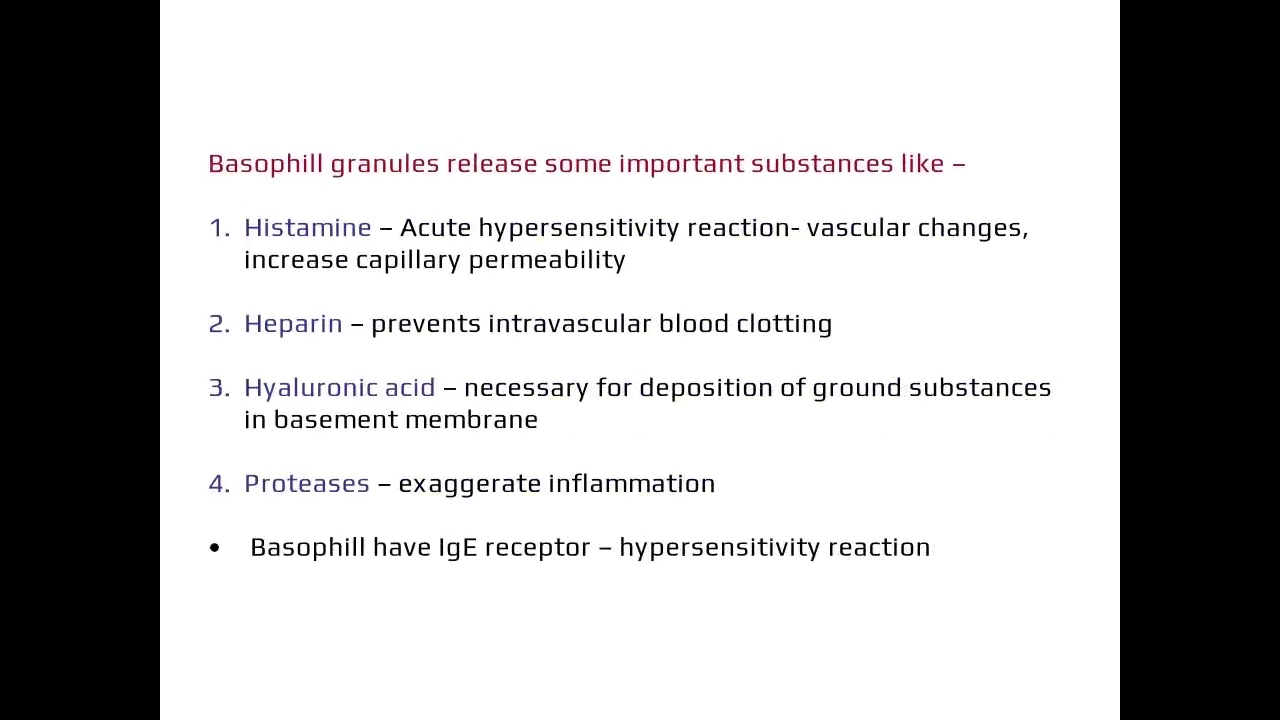 Basophill granules release some important substances like –
1. Histamine – Acute hypersensitivity reaction- vascular changes,
increase capillary permeability
2. Heparin – prevents intravascular blood clotting
3. Hyaluronic acid – necessary for deposition of ground substances
in basement membrane
4. Proteases – exaggerate inflammation
• Basophill have IgE receptor – hypersensitivity reaction